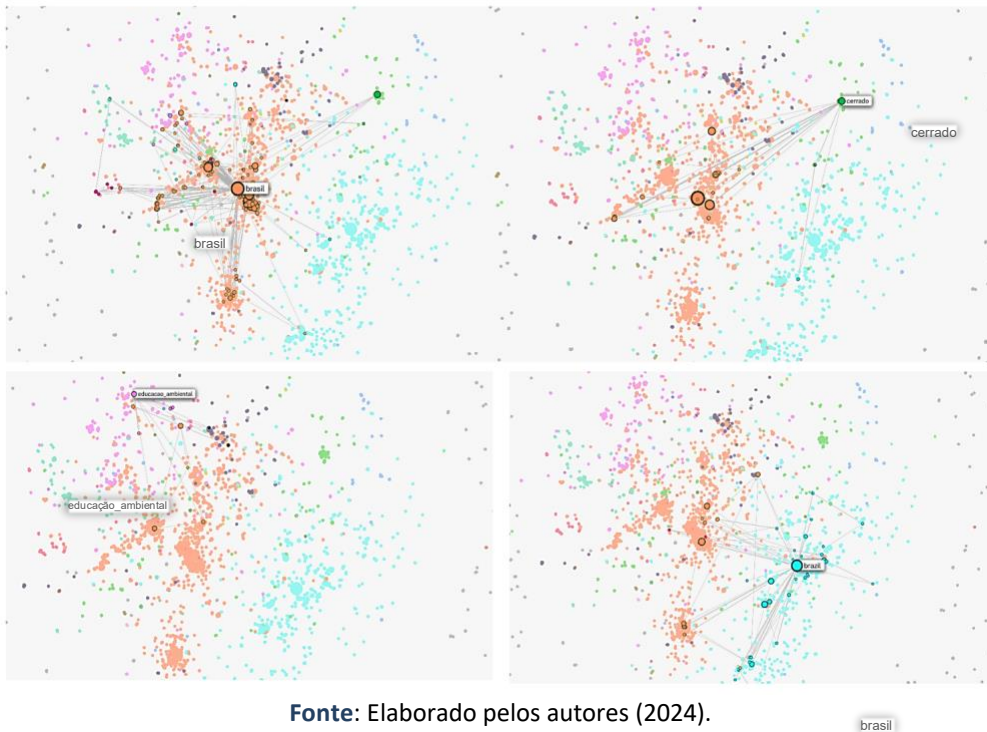 brasil
brasil
cerrado
cerrado
educacao_ambiental
educação_ambiental
brazil
Fonte: Elaborado pelos autores (2024).
brasil